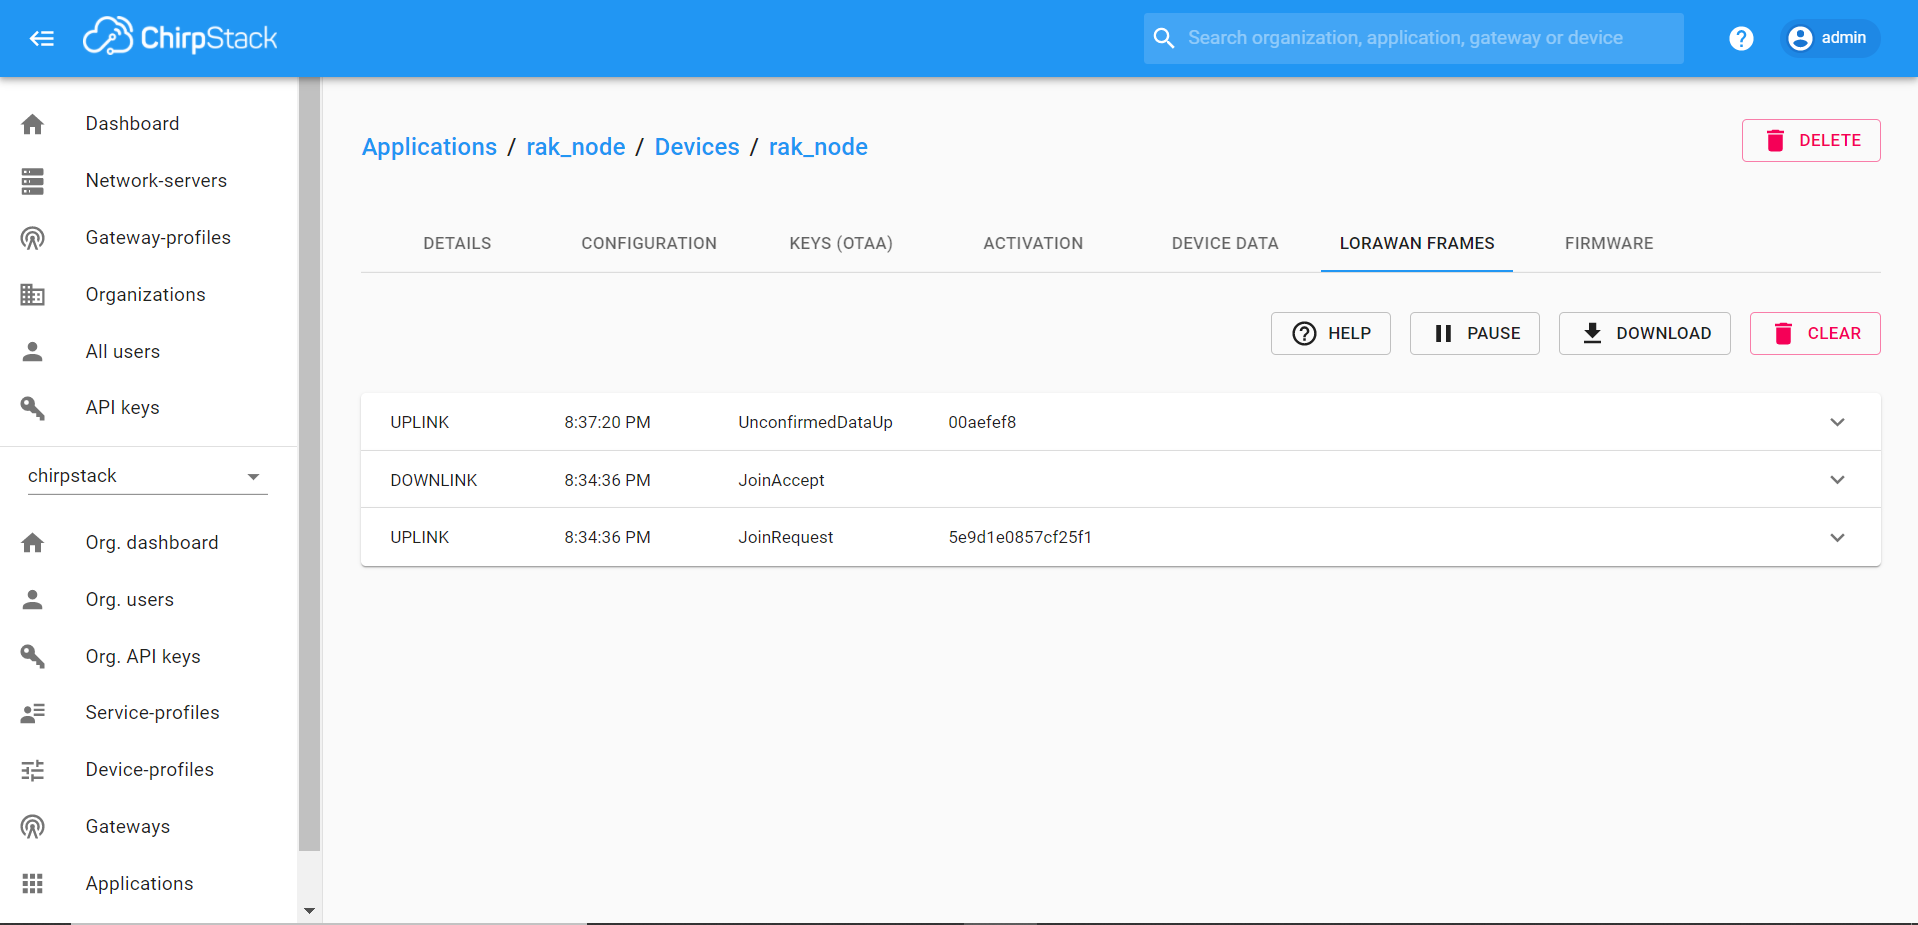 ChirpStack
Search organization, application, gateway or device
admin
Dashboard
Network-servers
Gateway-profiles
Organizations
All users
API keys
chirpstack
Org. dashboard
Org. users
Org. API keys
Service-profiles
Device-profiles
Gateways
Applications
Applications / rak_node / Devices / rak_node
DELETE
DETAILS CONFIGURATION KEYS (OTAA) ACTIVATION DEVICE DATA LORAWAN FRAMES FIRMWARE
HELP PAUSE DOWNLOAD CLEAR
UPLINK 8:37:20 PM UnconfirmedDataUp 00aefef8
DOWNLINK 8:34:36 PM JoinAccept
UPLINK 8:34:36 PM JoinRequest 5e9d1e0857cf25f1